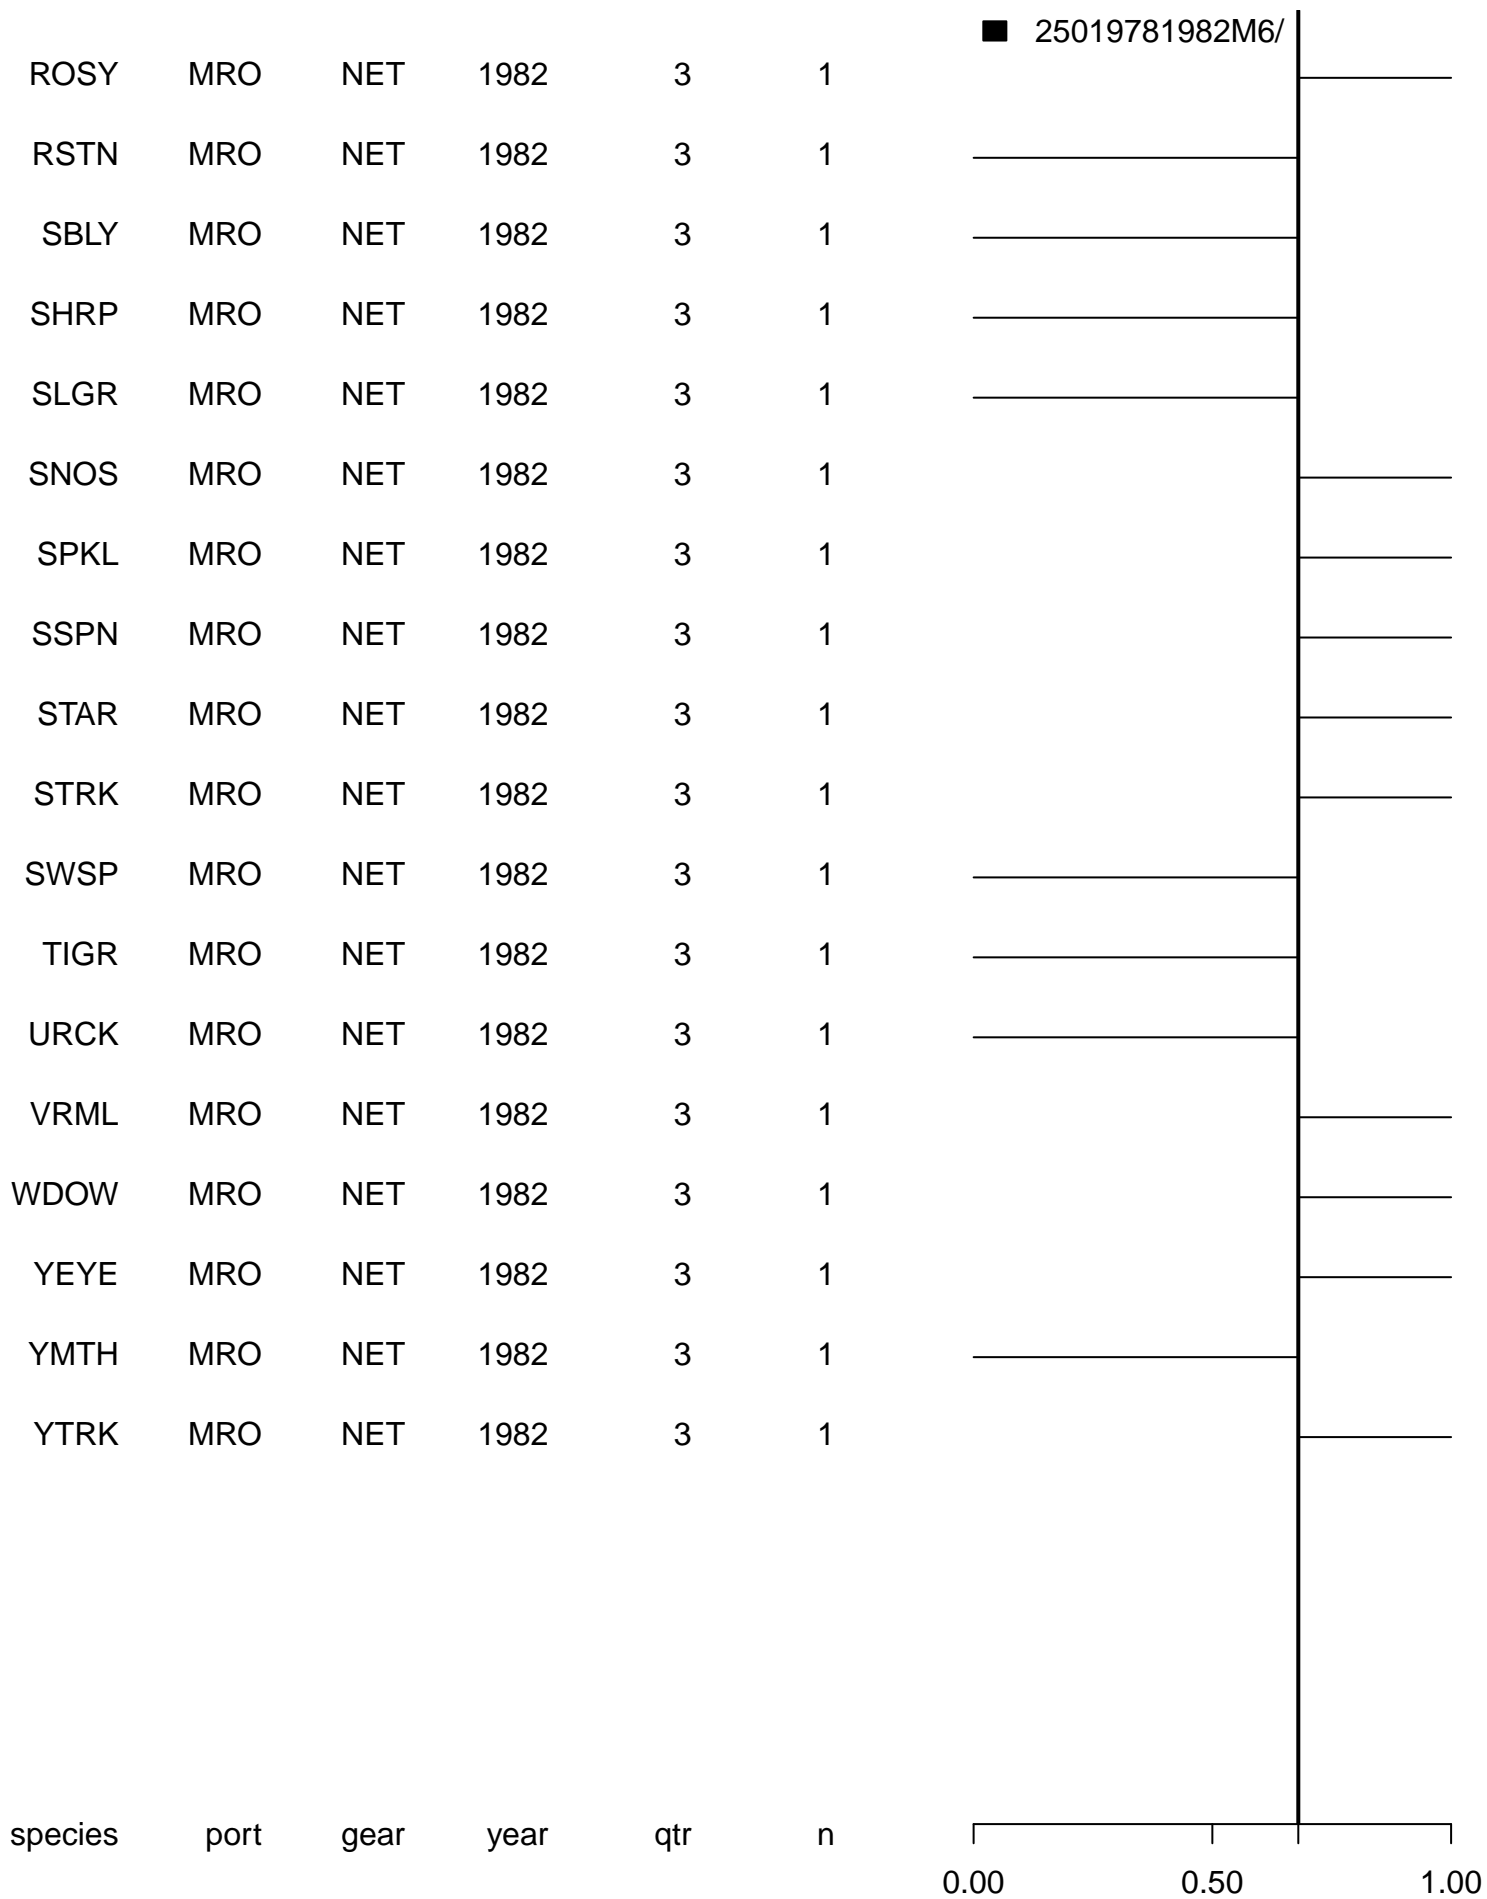 25019781982M6/
ROSY MRO NET 1982 3 1
RSTN MRO NET 1982 3 1
SBLY MRO NET 1982 3 1
SHRP MRO NET 1982 3 1
SLGR MRO NET 1982 3 1
SNOS MRO NET 1982 3 1
SPKL MRO NET 1982 3 1
SSPN MRO NET 1982 3 1
STAR MRO NET 1982 3 1
STRK MRO NET 1982 3 1
SWSP MRO NET 1982 3 1
TIGR MRO NET 1982 3 1
URCK MRO NET 1982 3 1
VRML MRO NET 1982 3 1
WDOW MRO NET 1982 3 1
YEYE MRO NET 1982 3 1
YMTH MRO NET 1982 3 1
YTRK MRO NET 1982 3 1
species port gear year qtr n
0.00 0.50 1.00